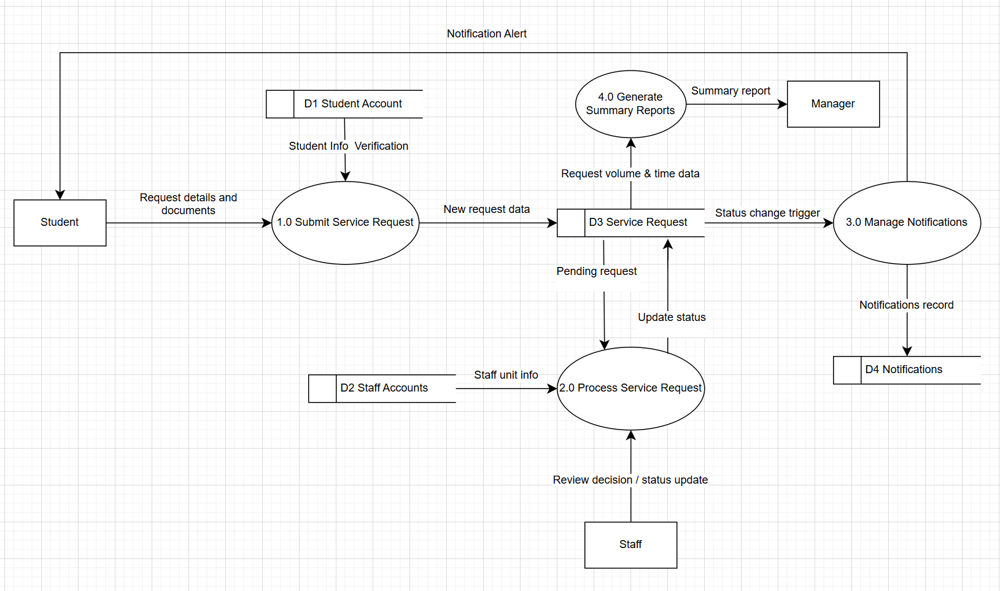 Notification Alert
4.0 Generate
Summary Reports
Summary report
Manager
D1 Student Account
Student Info  Verification
Request volume & time data
Request details and
documents
Student
1.0 Submit Service Request
New request data
D3 Service Request
Status change trigger
3.0 Manage Notifications
Pending request
Update status
Notifications record
D2 Staff Accounts
Staff unit info
2.0 Process Service Request
D4 Notifications
Review decision / status update
Staff